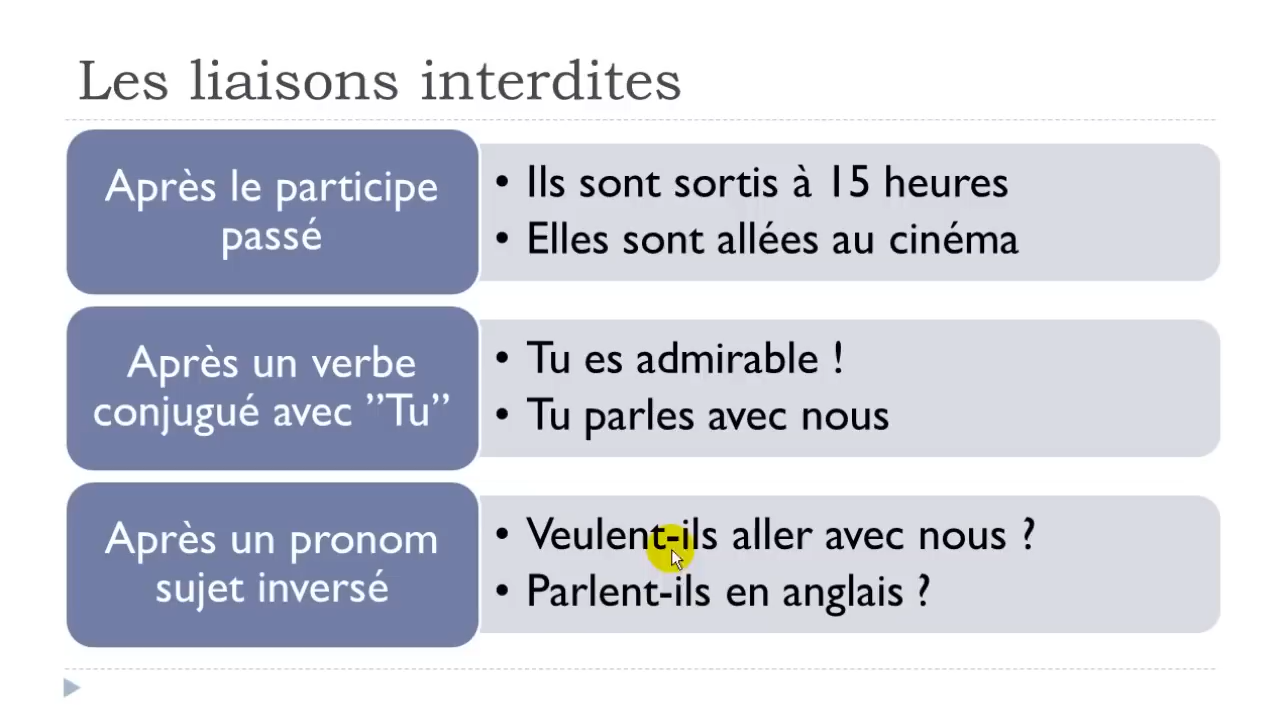 Les liaisons interdites
Après le participe
passé
• Ils sont sortis à 15 heures
• Elles sont allées au cinéma
Après un verbe
conjugué avec ”Tu”
• Tu es admirable !
• Tu parles avec nous
Après un pronom
sujet inversé
• Veulent-ils aller avec nous ?
• Parlent-ils en anglais ?